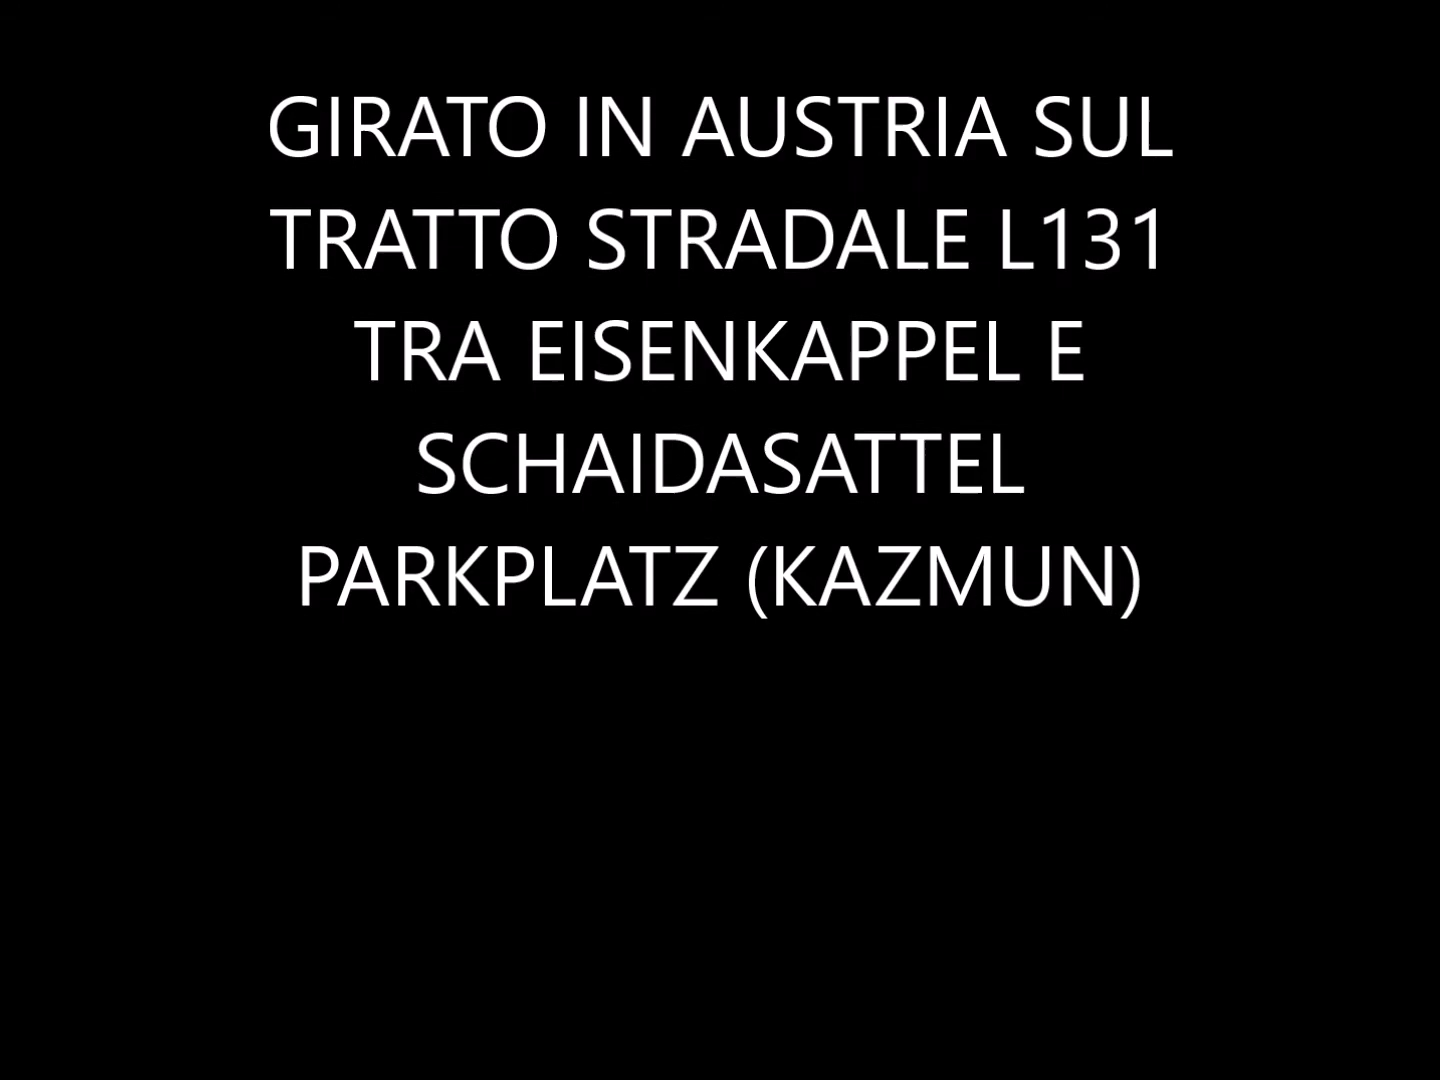 GIRATO IN AUSTRIA SUL
TRATTO STRADALE L131
TRA EISENKAPPEL E
SCHAIDASATTEL
PARKPLATZ (KAZMUN)